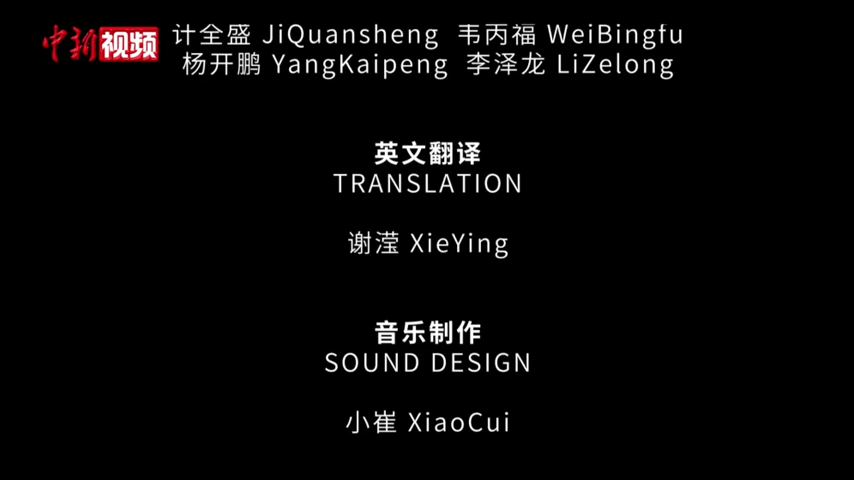 中新视频
计全盛 JiQuansheng 韦丙福 WeiBingfu
杨开鹏 YangKaipeng 李泽龙 LiZelong
英文翻译
TRANSLATION
谢滢 XieYing
音乐制作
SOUND DESIGN
小崔 XiaoCui